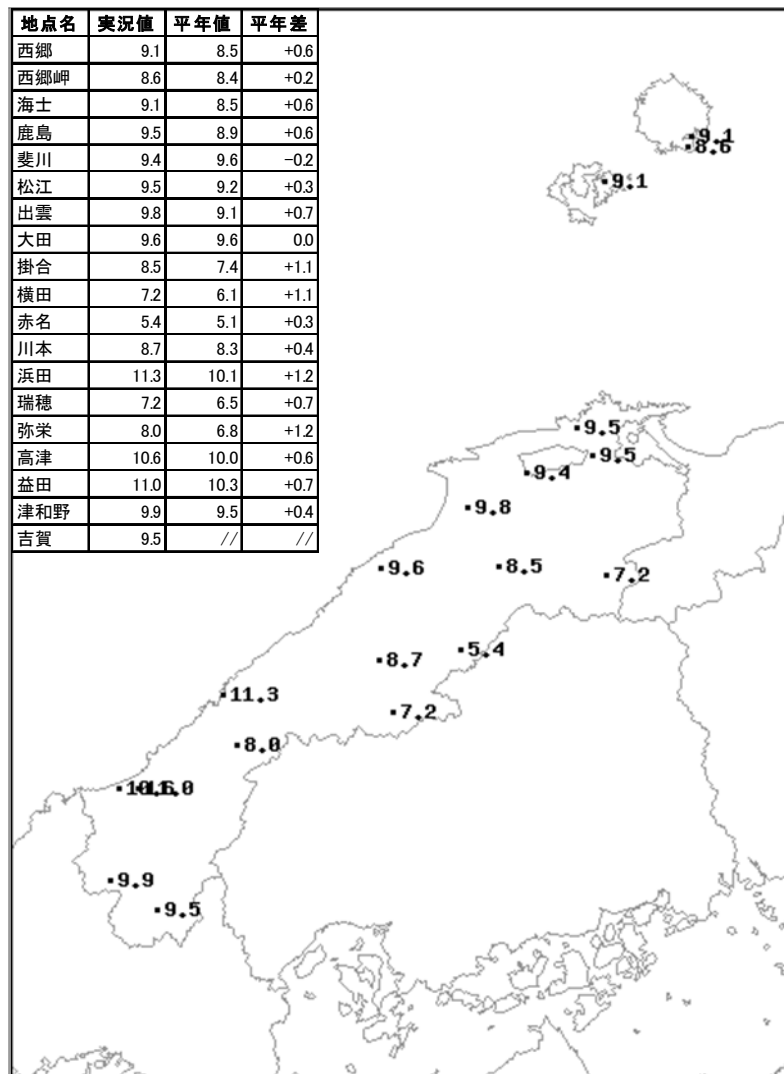 地点名 実況値 平年値 平年差
西郷 9.1 8.5 +0.6
西郷岬 8.6 8.4 +0.2
海士 9.1 8.5 +0.6
鹿島 9.5 8.9 +0.6
斐川 9.4 9.6 −0.2
松江 9.5 9.2 +0.3
出雲 9.8 9.1 +0.7
大田 9.6 9.6 0.0
掛合 8.5 7.4 +1.1
横田 7.2 6.1 +1.1
赤名 5.4 5.1 +0.3
川本 8.7 8.3 +0.4
浜田 11.3 10.1 +1.2
瑞穂 7.2 6.5 +0.7
弥栄 8.0 6.8 +1.2
高津 10.6 10.0 +0.6
益田 11.0 10.3 +0.7
津和野 9.9 9.5 +0.4
吉賀 9.5 // //
9.1
8.6
9.1
9.5
9.5
9.4
9.8
9.6
8.5
7.2
5.4
8.7
11.3
7.2
8.0
9.9
9.5